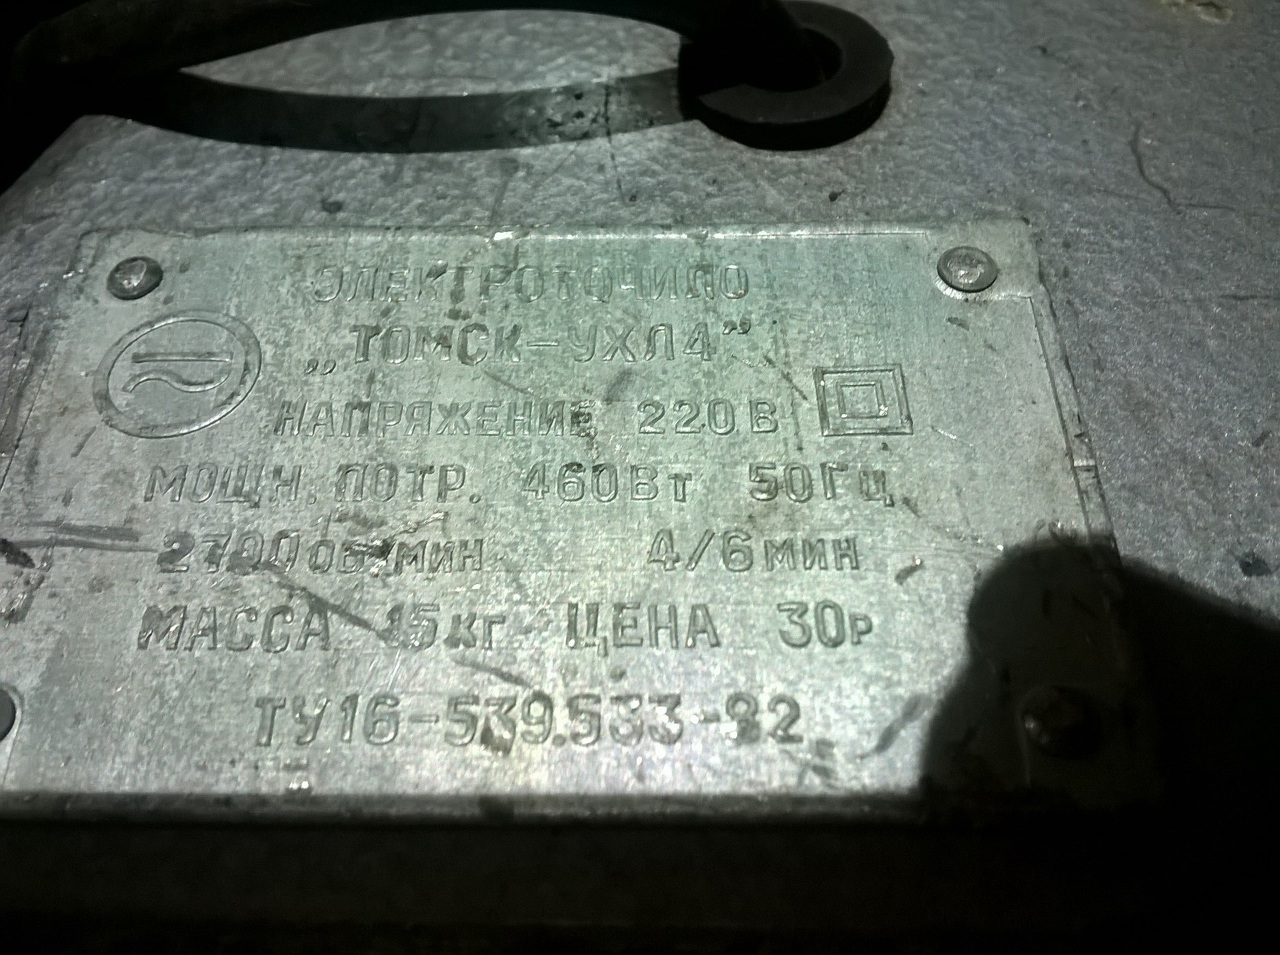 ЭЛЕКТРОТОЧИЛО
„ТОМСК-УХЛ4”
НАПРЯЖЕНИЕ 220В
МОЩН. ПОТР. 460Вт 50Гц
2700об/мин 4/6мин
МАССА 15кг ЦЕНА 30р
ТУ16-539.533-82